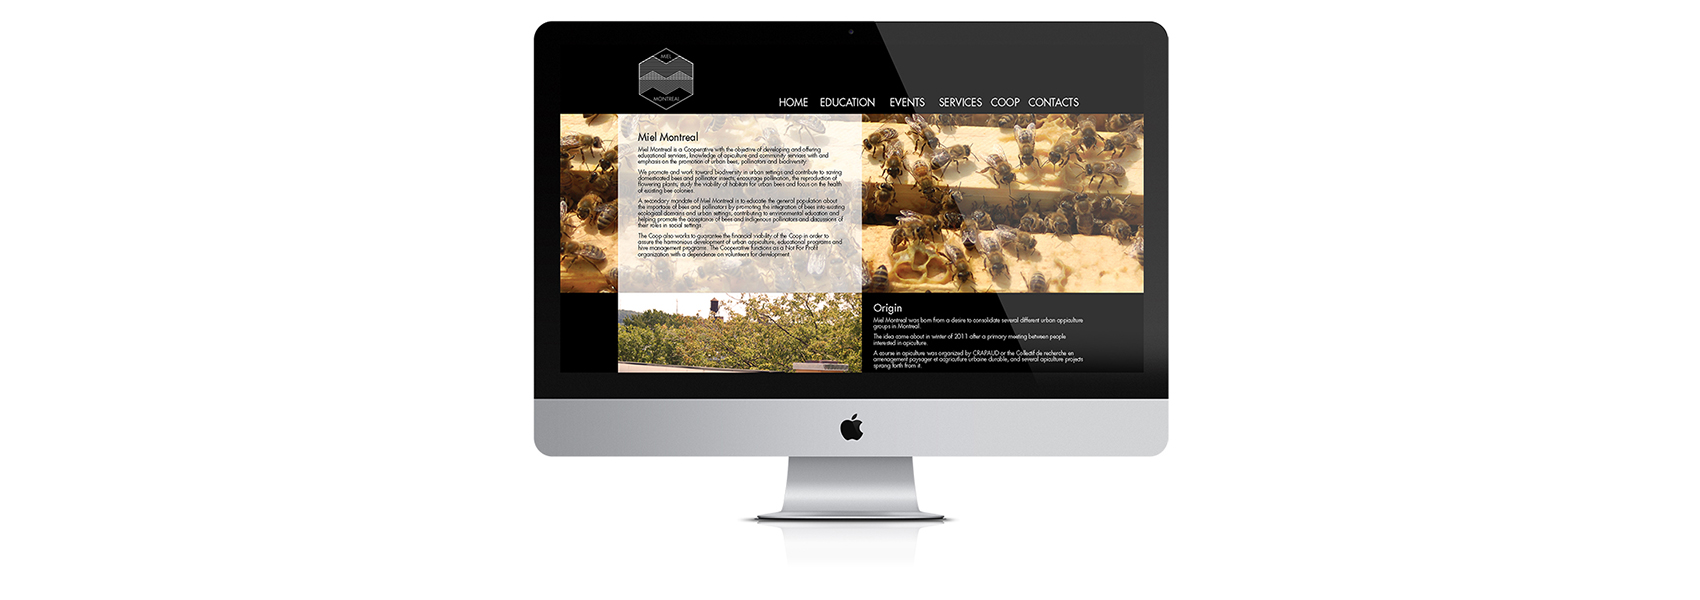 MIEL
MONTREAL
HOME EDUCATION EVENTS SERVICES COOP CONTACTS
Miel Montreal
Miel Montreal is a Cooperative with the objective of developing and offering
educational services, knowledge of apiculture and community services with and
emphasis on the promotion of urban bees, pollinators and biodiversity
We promote and work toward biodiversity in urban settings and contribute to saving
domesticated bees and pollinator insects, encourage pollination, the reproduction of
flowering plants, study the viability of habitats for urban bees and focus on the health
of existing bee colonies.
A secondary mandate of Miel Montreal is to educate the general population about
the importace of bees and pollinators by promoting the integration of bees into existing
ecological domains and urban settings, contributing to environmental education and
helping promote the acceptance of bees and indigenous pollinators and discussions of
their roles in social settings.
The Coop also works to guarantee the financial viability of the Coop in order to
assure the harmonious development of urban apiculture, educational programs and
hive management programs. The Cooperative functions as a Not For Profit
organization with a dependence on volunteers for development.
Origin
Miel Montreal was born from a desire to consolidate several different urban appiculture
groups in Montreal.
The idea came about in winter of 2011 after a primary meeting between people
interested in apiculture.
A course in apiculture was organized by CRAPAUD or the Collectif de recherche en
amenagement paysager et aagriculture urbaine durable, and several apiculture projects
sprang forth from it.